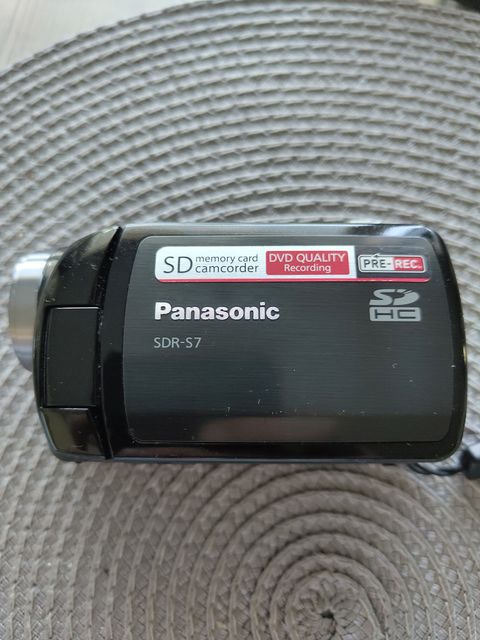 SD memory card camcorder
DVD QUALITY Recording
PRE-REC.
Panasonic
SD HC
SDR-S7